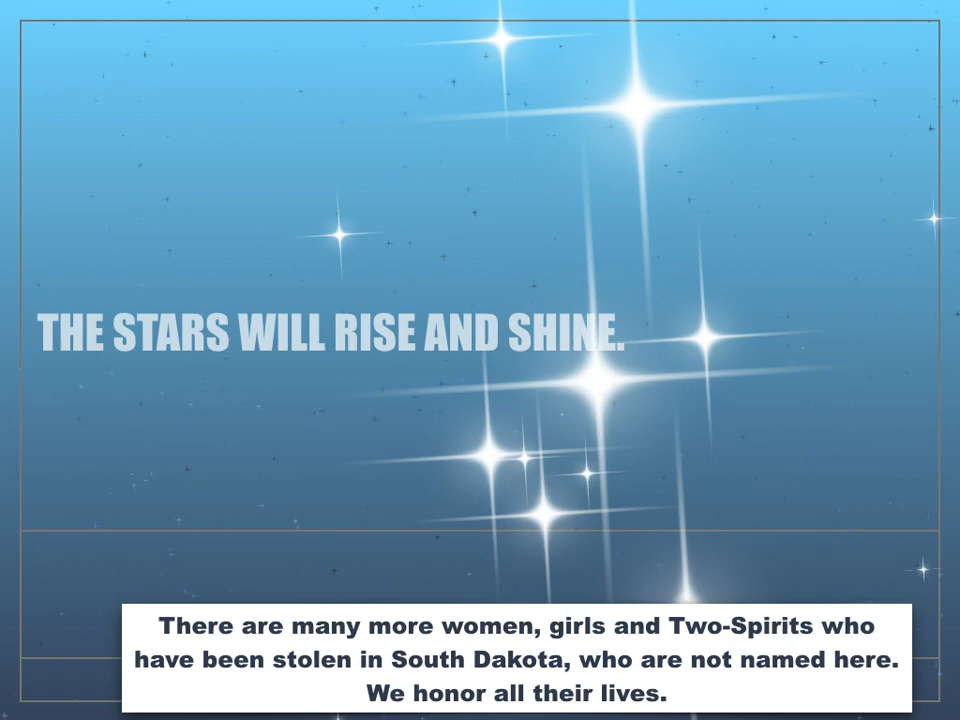 THE STARS WILL RISE AND SHINE.
There are many more women, girls and Two-Spirits who
have been stolen in South Dakota, who are not named here.
We honor all their lives.